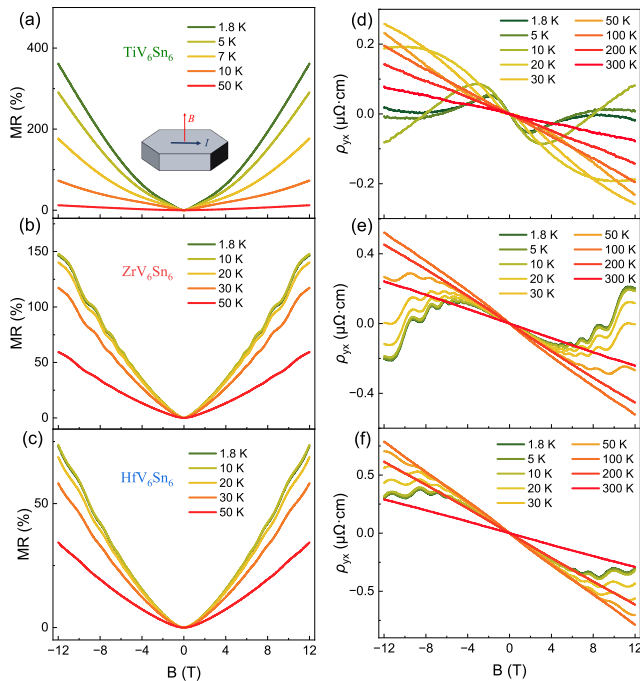 (a)
TiV6Sn6
1.8 K
5 K
7 K
10 K
50 K
B
I
MR (%)
400
200
0
(b)
ZrV6Sn6
1.8 K
10 K
20 K
30 K
50 K
MR (%)
150
100
50
0
(c)
HfV6Sn6
1.8 K
10 K
20 K
30 K
50 K
MR (%)
50
0
−12 −8 −4 0 4 8 12
B (T)
(d)
1.8 K 50 K
5 K 100 K
10 K 200 K
20 K 300 K
30 K
ρyx (μΩ·cm)
0.2
0.0
−0.2
(e)
1.8 K 50 K
5 K 100 K
10 K 200 K
20 K 300 K
30 K
ρyx (μΩ·cm)
0.4
0.0
−0.4
(f)
1.8 K 50 K
5 K 100 K
10 K 200 K
20 K 300 K
30 K
ρyx (μΩ·cm)
0.5
0.0
−0.5
−12 −8 −4 0 4 8 12
B (T)